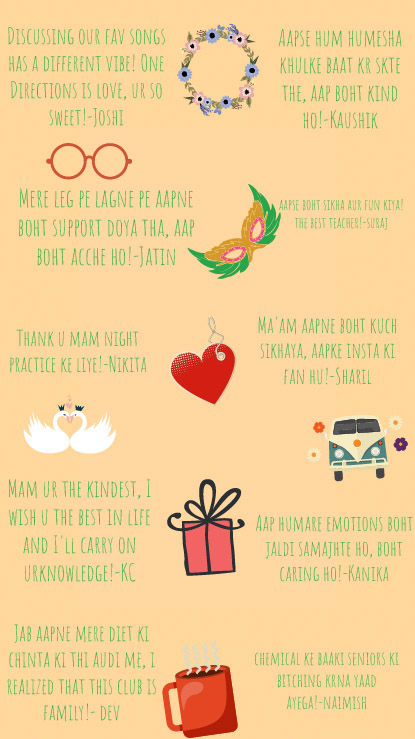 Discussing our fav songs
has a different vibe! One
Directions is love, ur so
sweet!-Joshi
Aapse hum humesha
khulke baat kr skte
the, aap boht kind
ho!-Kaushik
Mere leg pe lagne pe aapne
boht support doya tha, aap
boht acche ho!-Jatin
Aapse boht sikha aur fun kiya!
The best teacher!-suraj
Thank u mam night
practice ke liye!-Nikita
Ma'am aapne boht kuch
sikhaya, aapke insta ki
fan hu!-Sharil
Mam ur the kindest, I
wish u the best in life
and I'll carry on
urknowledge!-KC
Aap humare emotions boht
jaldi samajhte ho, boht
caring ho!-Kanika
Jab aapne mere diet ki
chinta ki thi audi me, i
realized that this club is
family!- Dev
chemical ke baaki seniors ki
bitching krna yaad
ayega!-naimish